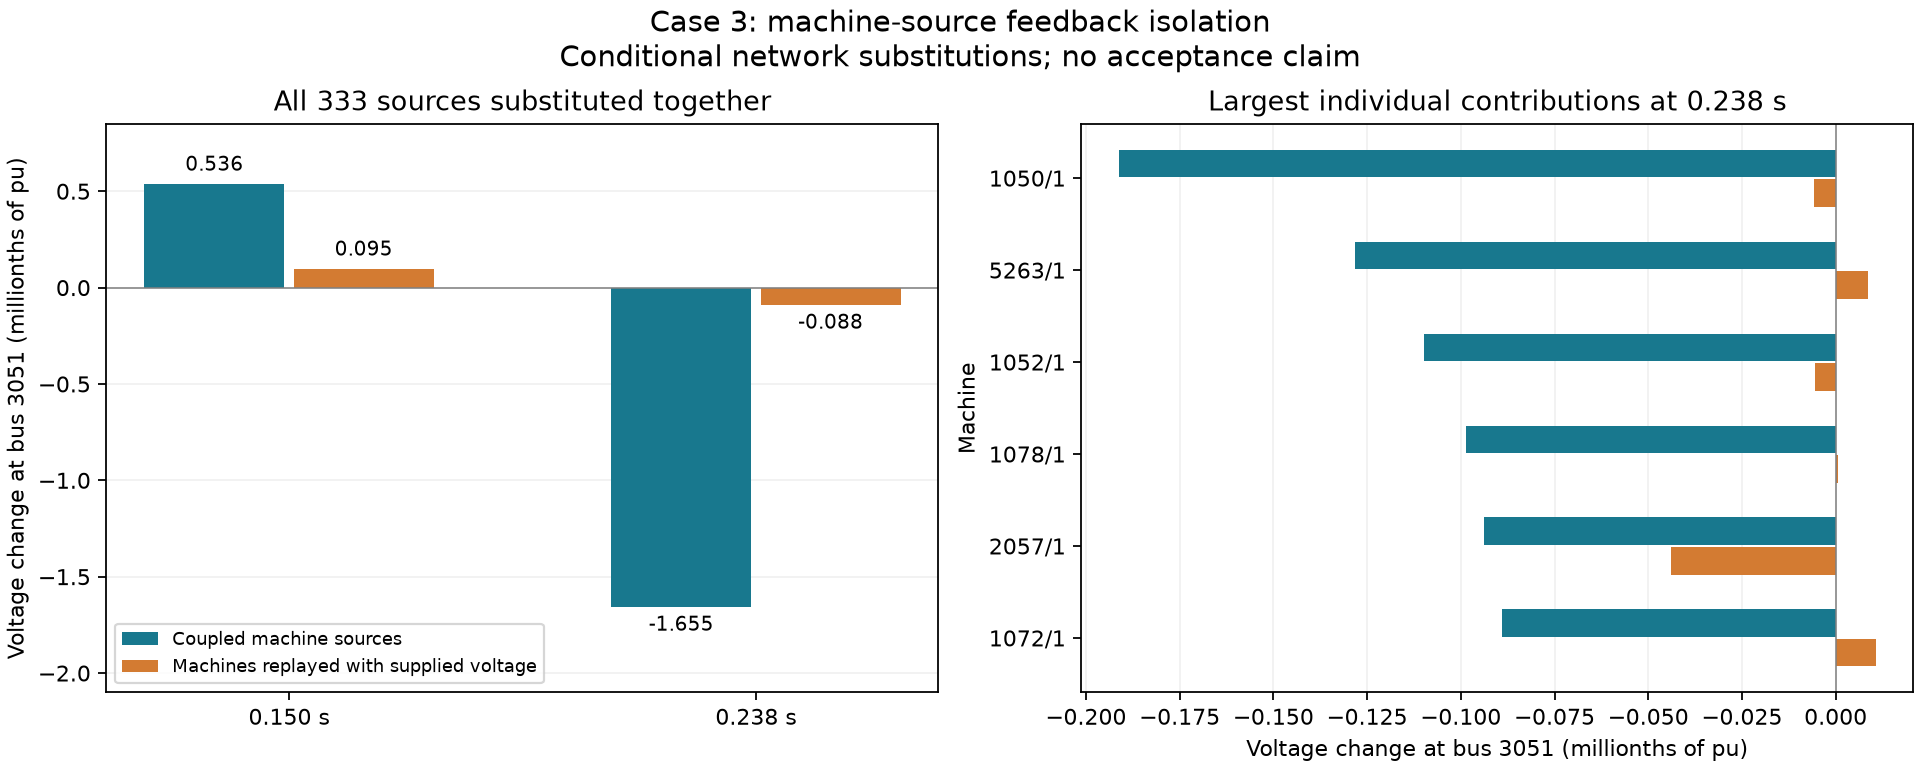 Case 3: machine-source feedback isolation
Conditional network substitutions; no acceptance claim
All 333 sources substituted together
Voltage change at bus 3051 (millionths of pu)
0.5
0.0
−0.5
−1.0
−1.5
−2.0
0.536
0.095
-1.655
-0.088
Coupled machine sources
Machines replayed with supplied voltage
0.150 s
0.238 s
Largest individual contributions at 0.238 s
Machine
1050/1
5263/1
1052/1
1078/1
2057/1
1072/1
−0.200
−0.175
−0.150
−0.125
−0.100
−0.075
−0.050
−0.025
0.000
Voltage change at bus 3051 (millionths of pu)